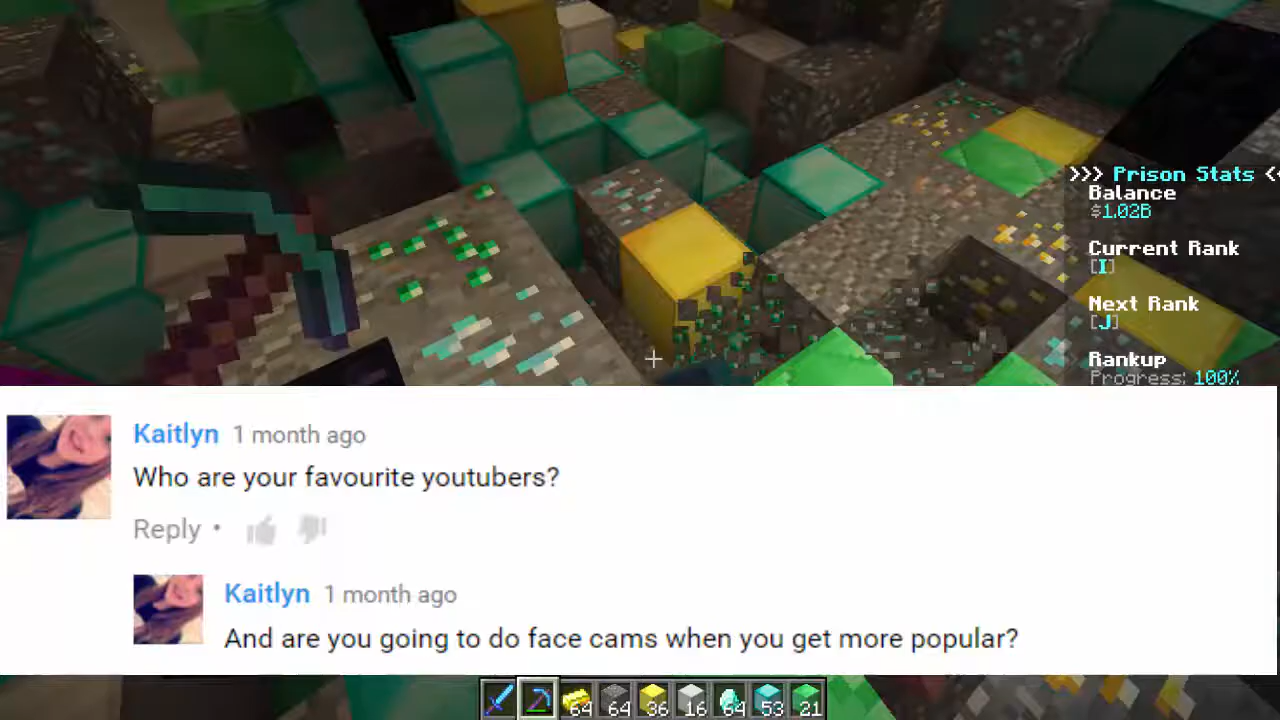 >>> Prison Stats <
Balance
$1.02B
Current Rank
[I]
Next Rank
[J]
Rankup
Progress: 100%
Kaitlyn 1 month ago
Who are your favourite youtubers?
Reply •
Kaitlyn 1 month ago
And are you going to do face cams when you get more popular?
64 64 36 16 64 53 21